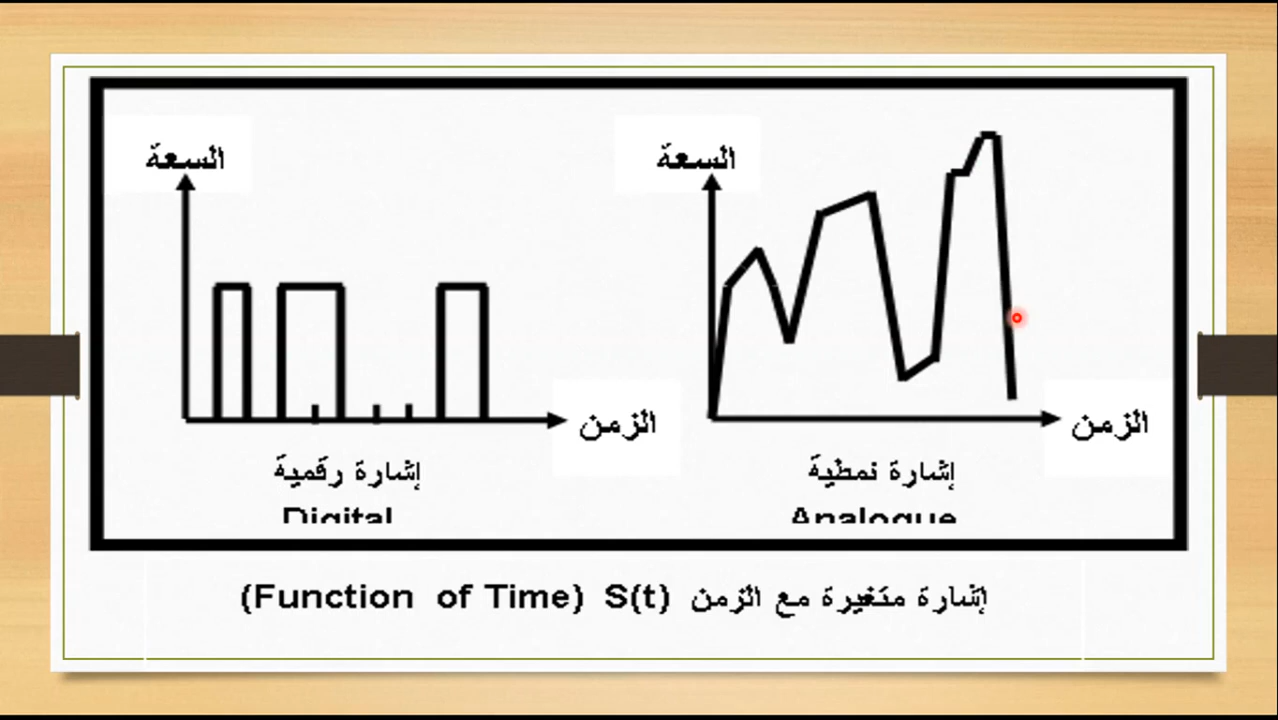 السعة
السعة
الزمن
الزمن
إشارة رقمية
إشارة نمطية
Digital
Analogue
إشارة متغيرة مع الزمن S(t) (Function of Time)